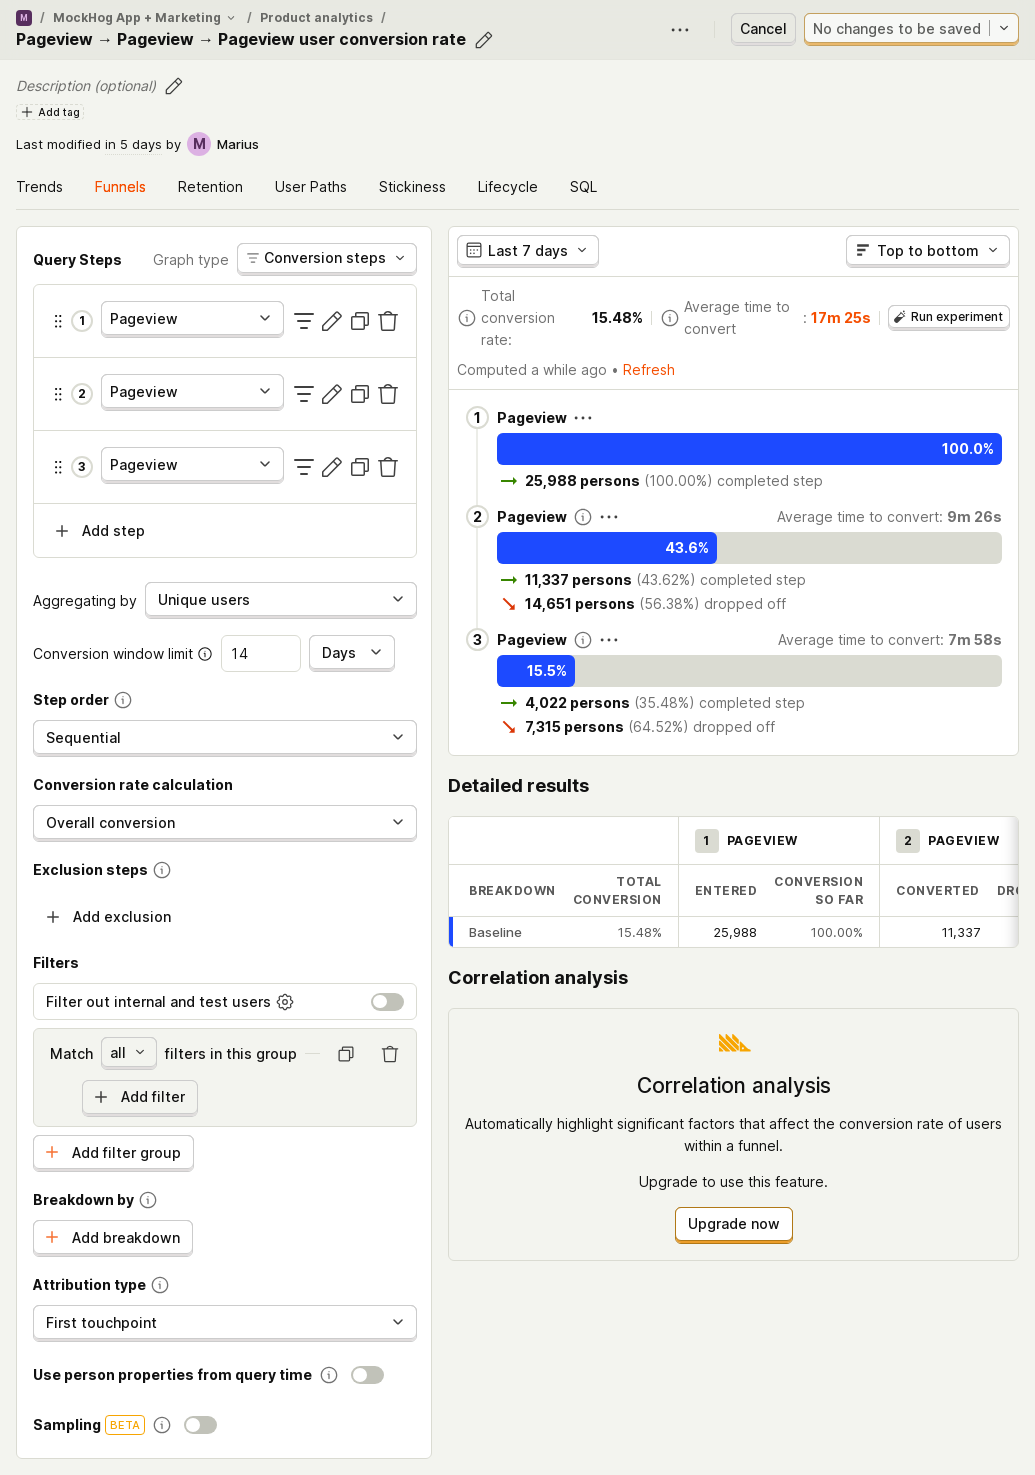 M / MockHog App + Marketing / Product analytics /
Pageview → Pageview → Pageview user conversion rate
Cancel
No changes to be saved
Description (optional)
Add tag
Last modified in 5 days by M Marius
Trends Funnels Retention User Paths Stickiness Lifecycle SQL
Query Steps
Graph type
Conversion steps
1 Pageview
2 Pageview
3 Pageview
Add step
Aggregating by
Unique users
Conversion window limit
14
Days
Step order
Sequential
Conversion rate calculation
Overall conversion
Exclusion steps
Add exclusion
Filters
Filter out internal and test users
Match all filters in this group
Add filter
Add filter group
Breakdown by
Add breakdown
Attribution type
First touchpoint
Use person properties from query time
Sampling BETA
Last 7 days
Top to bottom
Total
conversion
rate:
15.48%
Average time to
convert
: 17m 25s
Run experiment
Computed a while ago • Refresh
1 Pageview
100.0%
→ 25,988 persons (100.00%) completed step
2 Pageview
Average time to convert: 9m 26s
43.6%
→ 11,337 persons (43.62%) completed step
↘ 14,651 persons (56.38%) dropped off
3 Pageview
Average time to convert: 7m 58s
15.5%
→ 4,022 persons (35.48%) completed step
↘ 7,315 persons (64.52%) dropped off
Detailed results
1 PAGEVIEW
2 PAGEVIEW
BREAKDOWN
TOTAL
CONVERSION
ENTERED
CONVERSION
SO FAR
CONVERTED
Baseline 15.48% 25,988 100.00% 11,337
Correlation analysis
Correlation analysis
Automatically highlight significant factors that affect the conversion rate of users
within a funnel.
Upgrade to use this feature.
Upgrade now